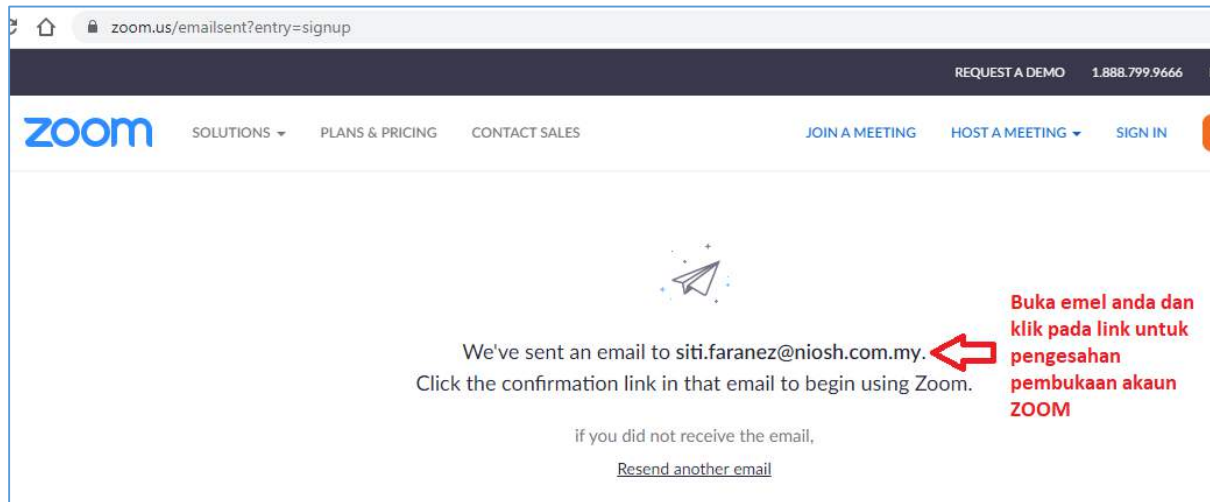 zoom.us/emailsent?entry=signup
REQUEST A DEMO 1.888.799.9666
zoom SOLUTIONS PLANS & PRICING CONTACT SALES JOIN A MEETING HOST A MEETING SIGN IN
Buka emel anda dan
klik pada link untuk
pengesahan
pembukaan akaun
ZOOM
We've sent an email to siti.faranez@niosh.com.my.
Click the confirmation link in that email to begin using Zoom.
if you did not receive the email,
Resend another email